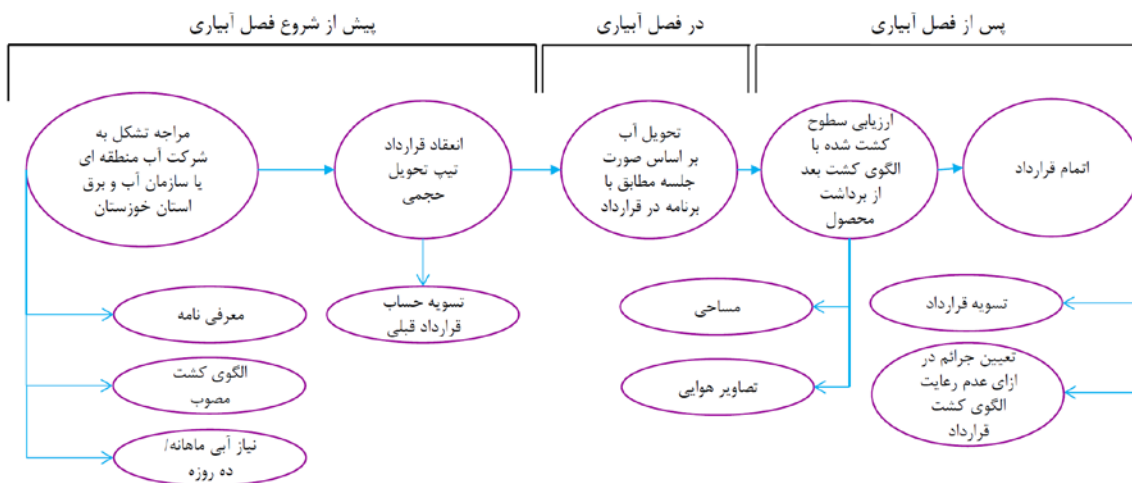 پیش از شروع فصل آبیاری
در فصل آبیاری
پس از فصل آبیاری
مراجه تشکل به
شرکت آب منطقه ای
یا سازمان آب و برق
استان خوزستان
انعقاد قرارداد
تیپ تحویل
حجمی
تحویل آب
بر اساس صورت
جلسه مطابق با
برنامه در قرارداد
ارزیابی سطوح
کشت شده با
الگوی کشت بعد
از برداشت
محصول
اتمام قرارداد
معرفی نامه
الگوی کشت
مصوب
نیاز آبی ماهانه/
ده روزه
تسویه حساب
قرارداد قبلی
مساحی
تصاویر هوایی
تسویه قرارداد
تعیین جرائم در
ازای عدم رعایت
الگوی کشت
قرارداد